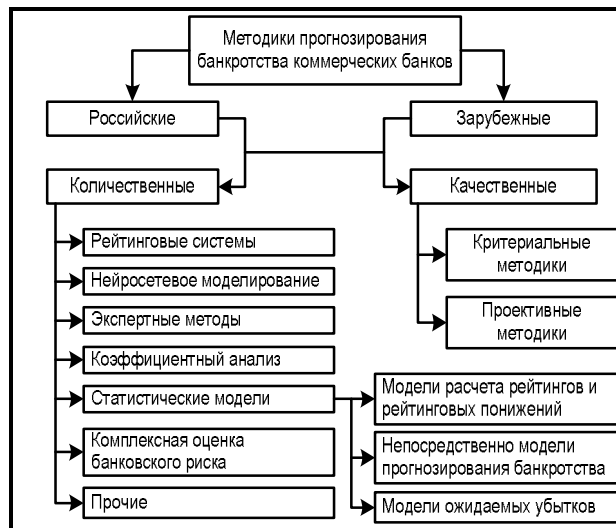 Методики прогнозирования
банкротства коммерческих банков
Российские
Зарубежные
Количественные
Качественные
Рейтинговые системы
Нейросетевое моделирование
Экспертные методы
Коэффициентный анализ
Статистические модели
Комплексная оценка
банковского риска
Прочие
Критериальные
методики
Проективные
методики
Модели расчета рейтингов и
рейтинговых понижений
Непосредственно модели
прогнозирования банкротства
Модели ожидаемых убытков